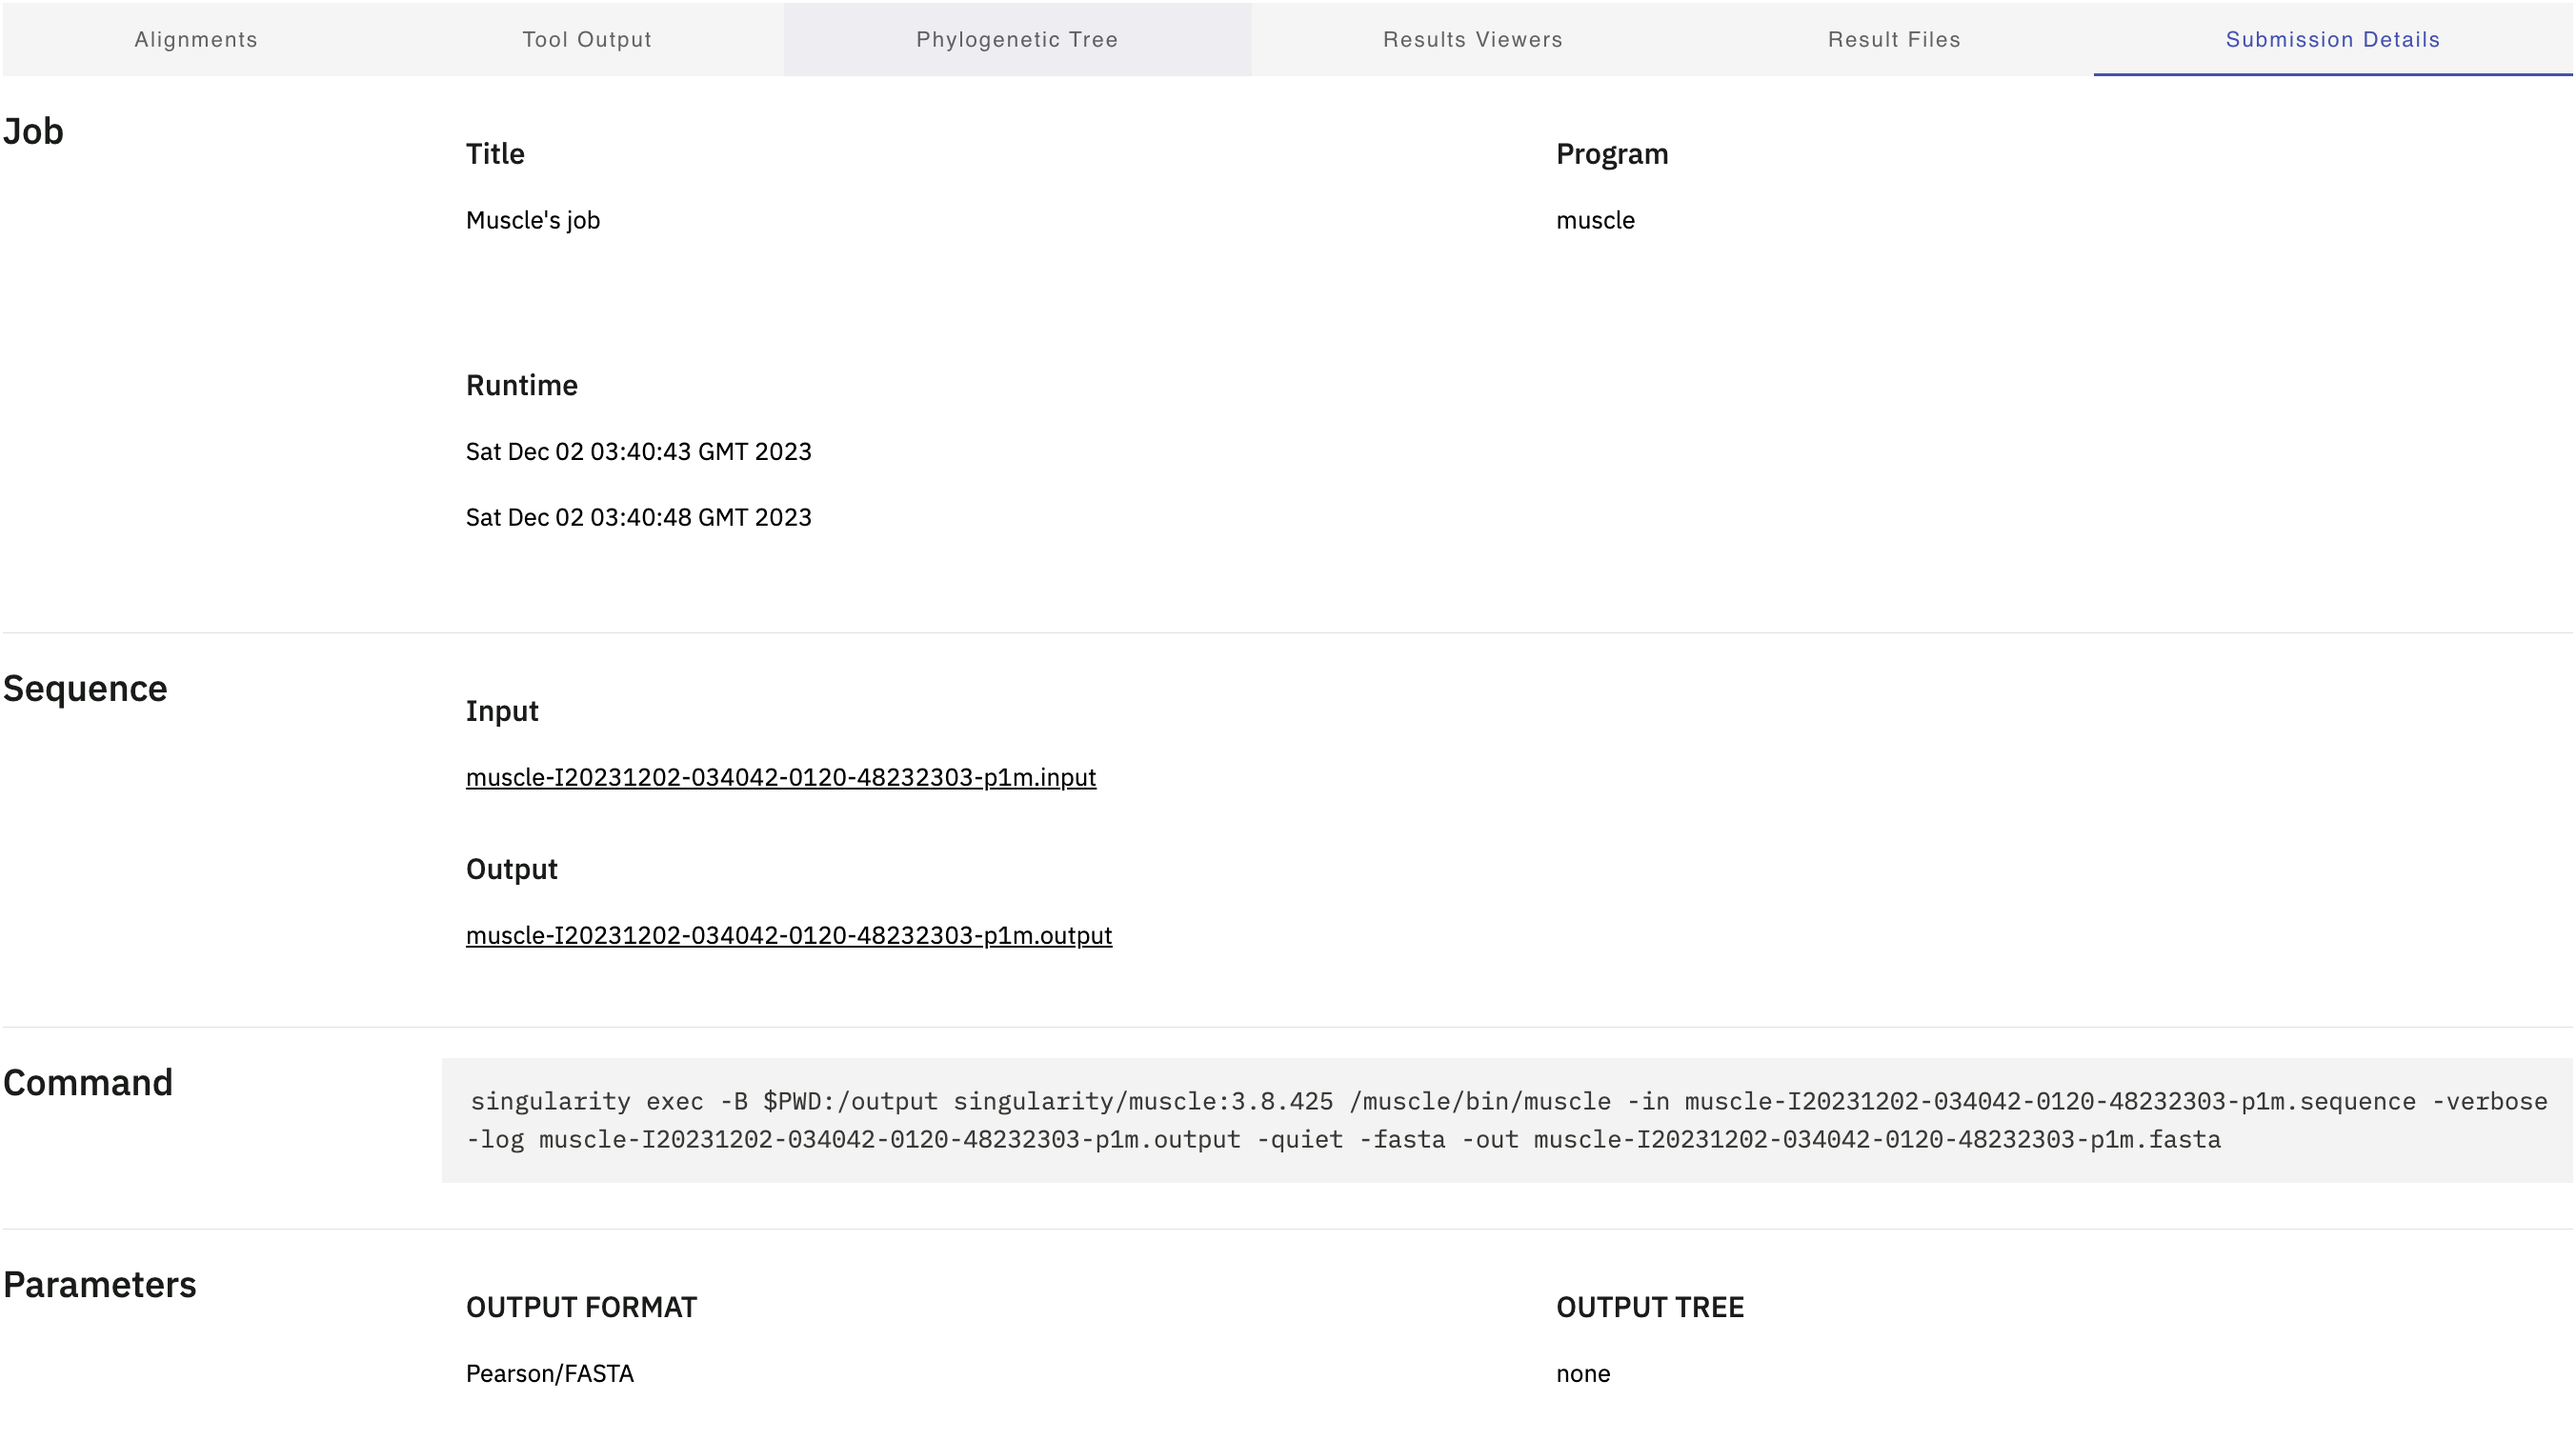 Alignments
Tool Output
Phylogenetic Tree
Results Viewers
Result Files
Submission Details
Job
Title
Program
Muscle's job
muscle
Runtime
Sat Dec 02 03:40:43 GMT 2023
Sat Dec 02 03:40:48 GMT 2023
Sequence
Input
muscle-I20231202-034042-0120-48232303-p1m.input
Output
muscle-I20231202-034042-0120-48232303-p1m.output
Command
singularity exec -B $PWD:/output singularity/muscle:3.8.425 /muscle/bin/muscle -in muscle-I20231202-034042-0120-48232303-p1m.sequence -verbose
-log muscle-I20231202-034042-0120-48232303-p1m.output -quiet -fasta -out muscle-I20231202-034042-0120-48232303-p1m.fasta
Parameters
OUTPUT FORMAT
OUTPUT TREE
Pearson/FASTA
none